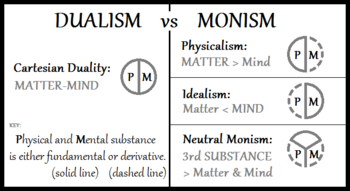 DUALISM vs MONISM
Cartesian Duality:
MATTER-MIND
P M
KEY:
Physical and Mental substance
is either fundamental or derivative.
(solid line) (dashed line)
Physicalism:
MATTER > Mind
P M
Idealism:
Matter < MIND
P M
Neutral Monism:
3rd SUBSTANCE
> Matter & Mind
P M